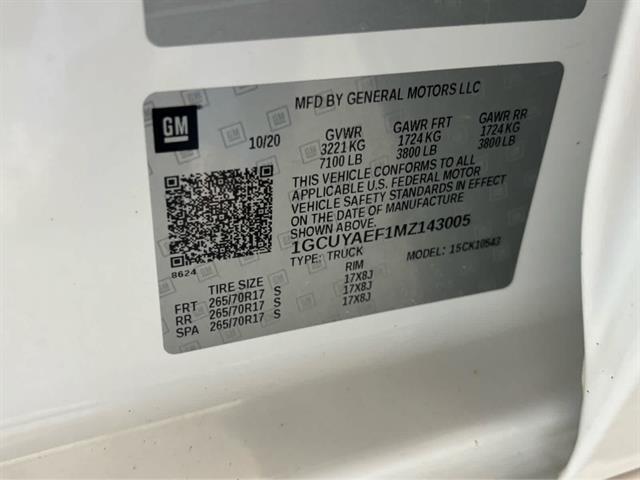 MFD BY GENERAL MOTORS LLC
GM
10/20 GVWR GAWR FRT GAWR RR
3221 KG 1724 KG 1724 KG
7100 LB 3800 LB 3800 LB
THIS VEHICLE CONFORMS TO ALL
APPLICABLE U.S. FEDERAL MOTOR
VEHICLE SAFETY STANDARDS IN EFFECT
ON THE DATE OF MANUFACTURE
SHOWN ABOVE.
1GCUYAEF1MZ143005
8624
TYPE: TRUCK MODEL: 15CK10543
TIRE SIZE RIM
FRT 265/70R17 S 17X8J
RR 265/70R17 S 17X8J
SPA 265/70R17 S 17X8J